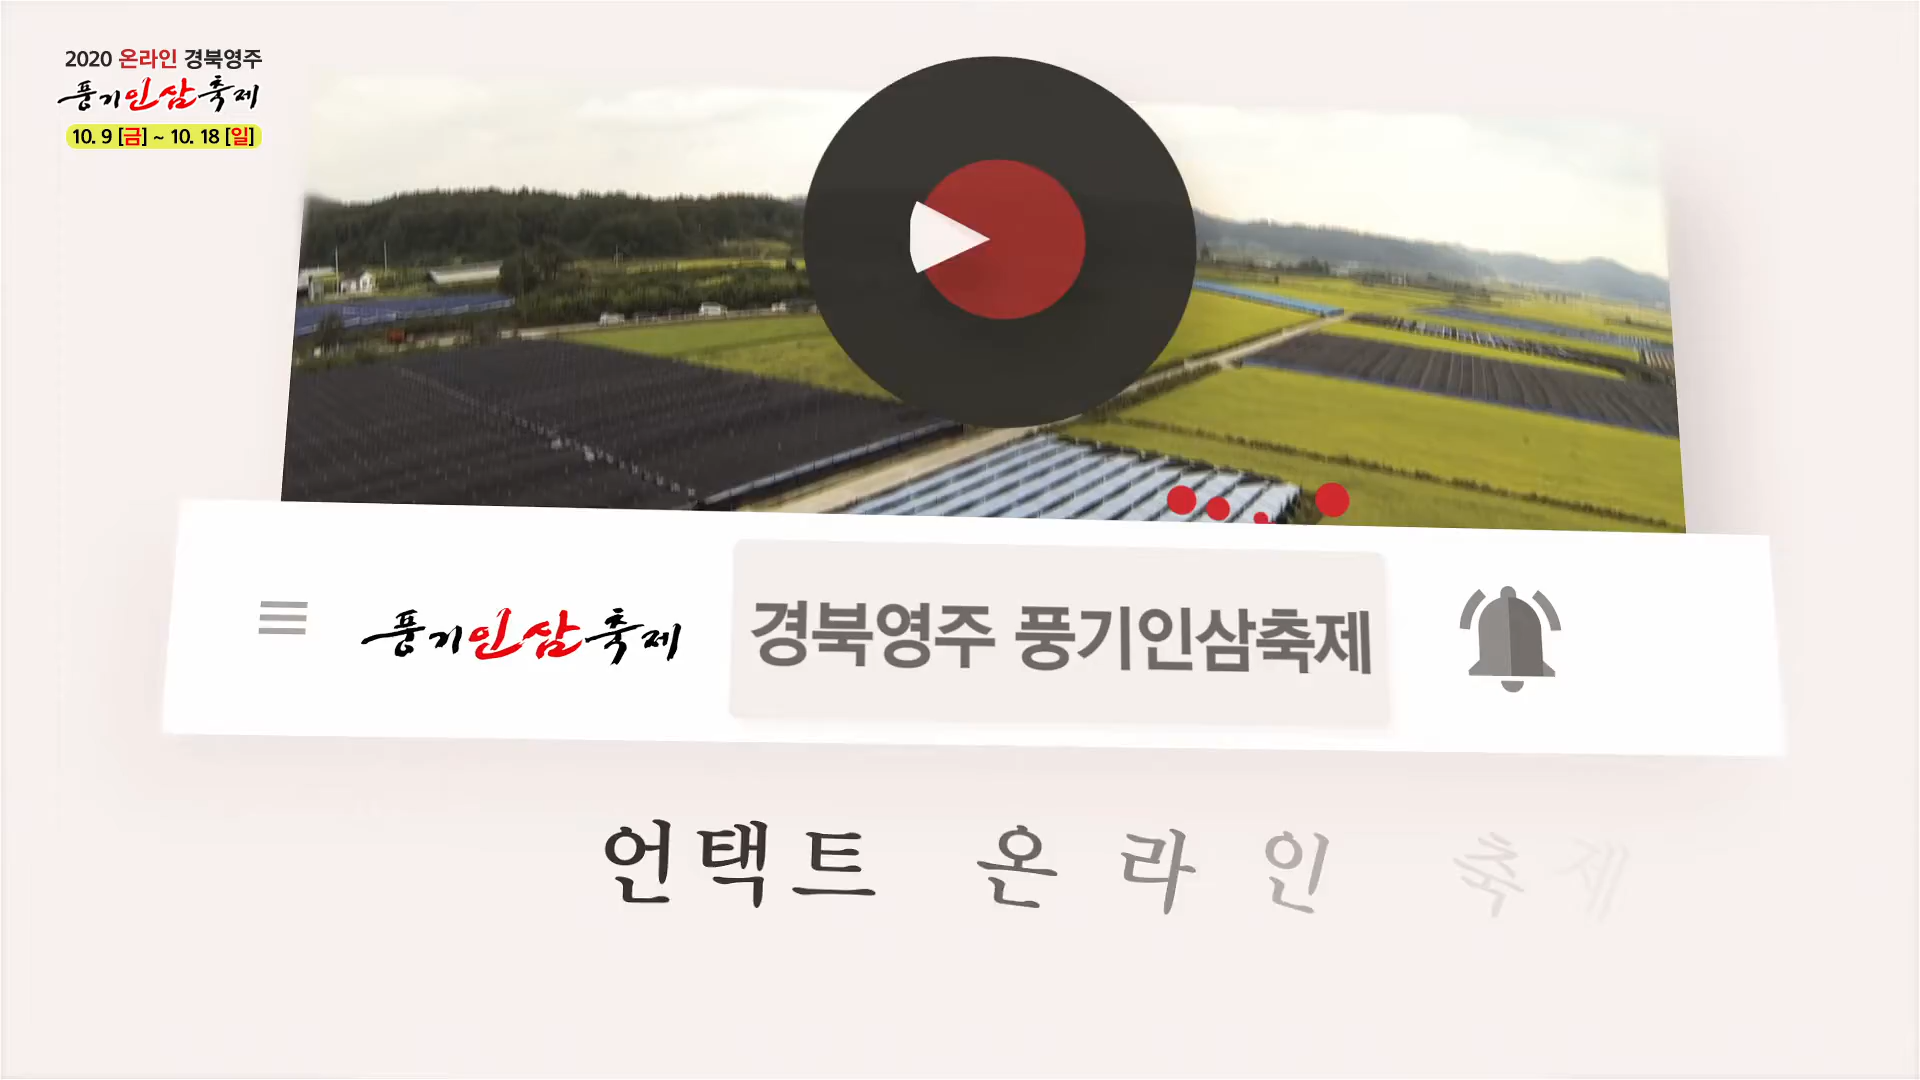 2020 온라인 경북영주
풍기인삼축제
10. 9 [금] ~ 10. 18 [일]
풍기인삼축제
경북영주 풍기인삼축제
언택트 온라인 축제